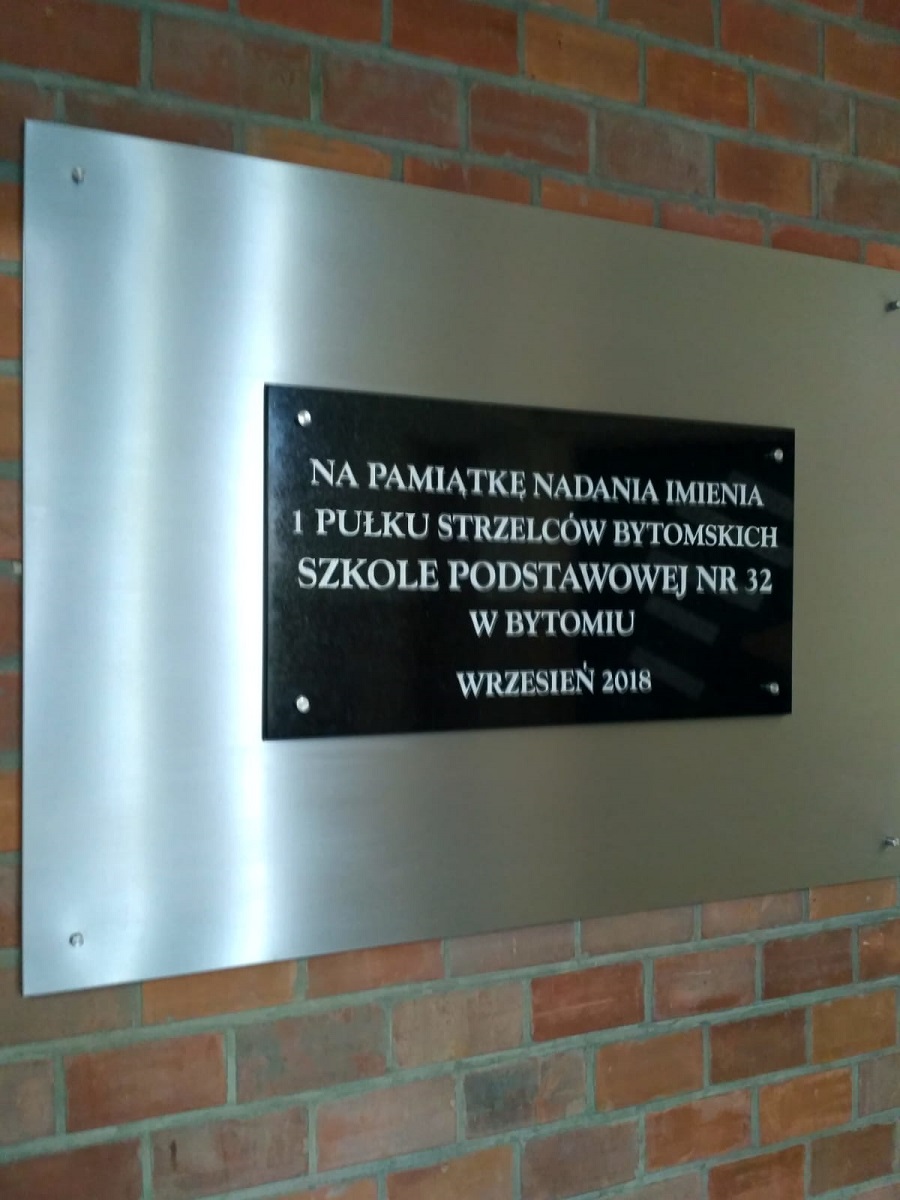 NA PAMIĄTKĘ NADANIA IMIENIA
1 PUŁKU STRZELCÓW BYTOMSKICH
SZKOLE PODSTAWOWEJ NR 32
W BYTOMIU
WRZESIEŃ 2018